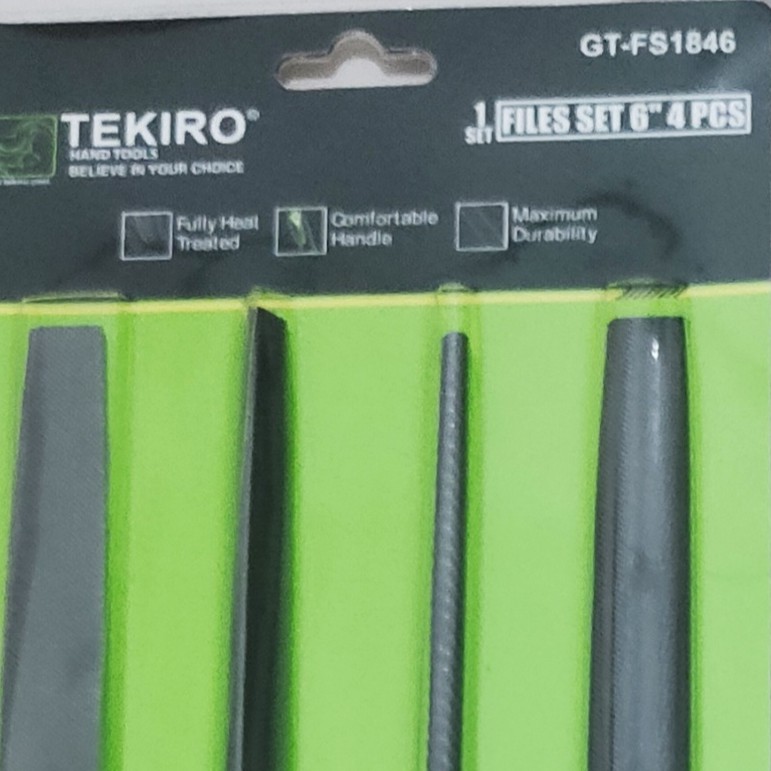 GT-FS1846
TEKIRO®
HAND TOOLS
BELIEVE IN YOUR CHOICE
1 SET
FILES SET 6" 4 PCS
Fully Heat
Treated
Comfortable
Handle
Maximum
Durability